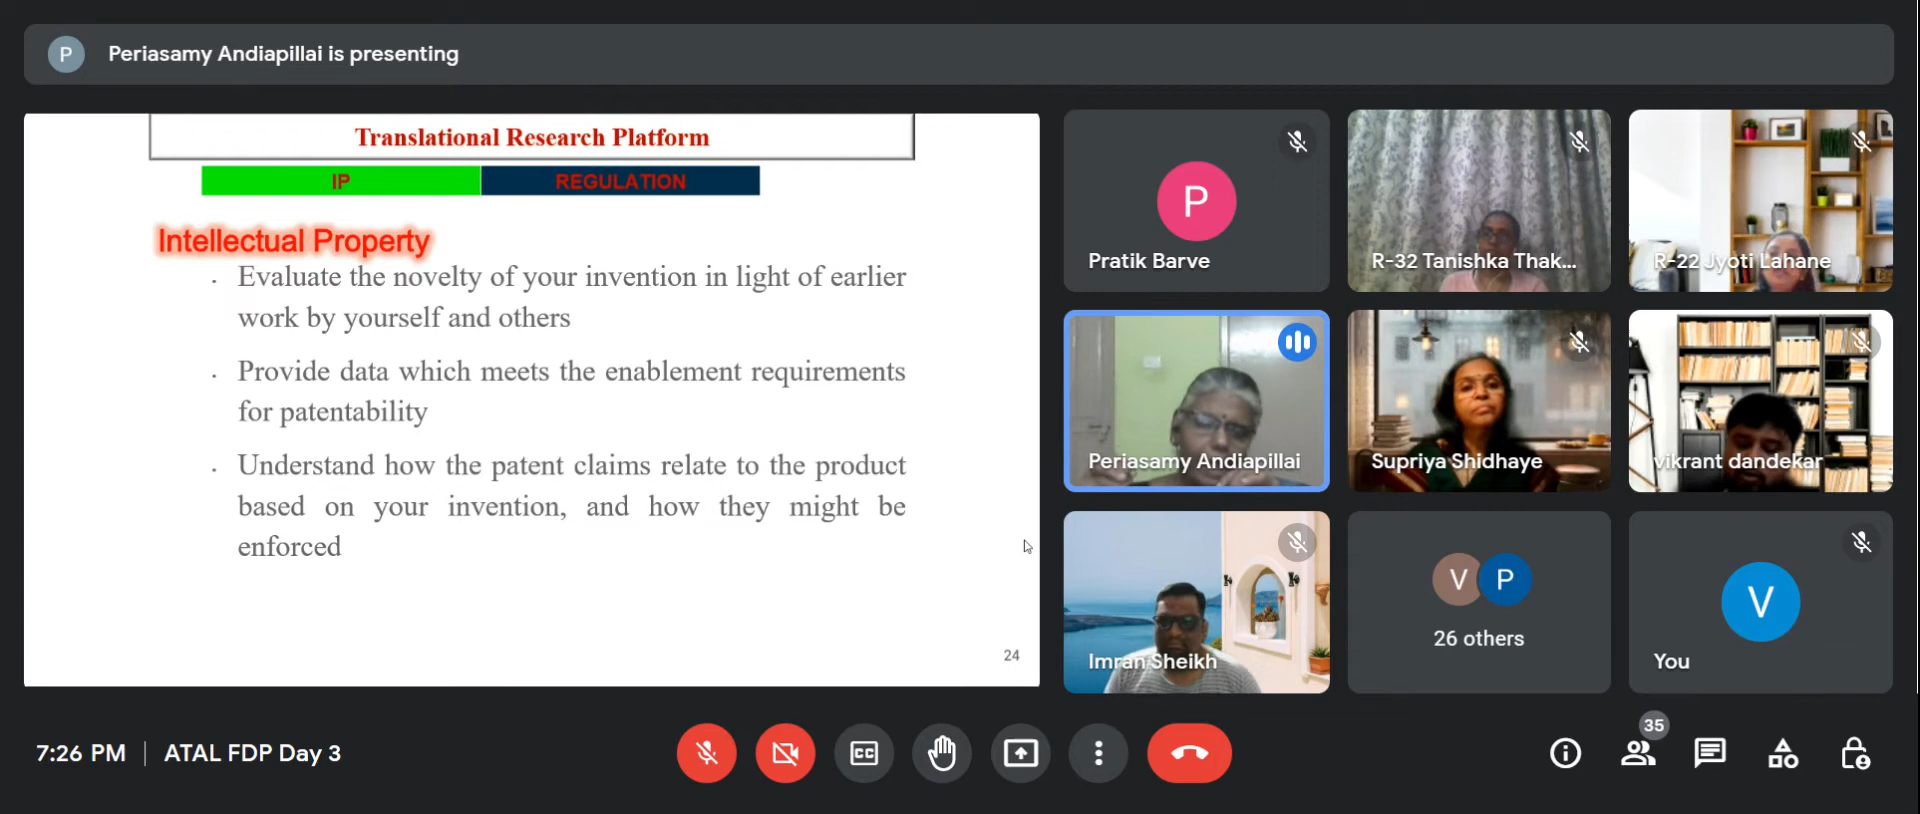 P Periasamy Andiapillai is presenting
Translational Research Platform
IP REGULATION
Intellectual Property
· Evaluate the novelty of your invention in light of earlier
work by yourself and others
· Provide data which meets the enablement requirements
for patentability
· Understand how the patent claims relate to the product
based on your invention, and how they might be
enforced
24
P
Pratik Barve
R-32 Tanishka Thak...
R-22 Jyoti Lahane
Periasamy Andiapillai
Supriya Shidhaye
vikrant dandekar
Imran Sheikh
V P
26 others
V
You
7:26 PM | ATAL FDP Day 3
CC
35